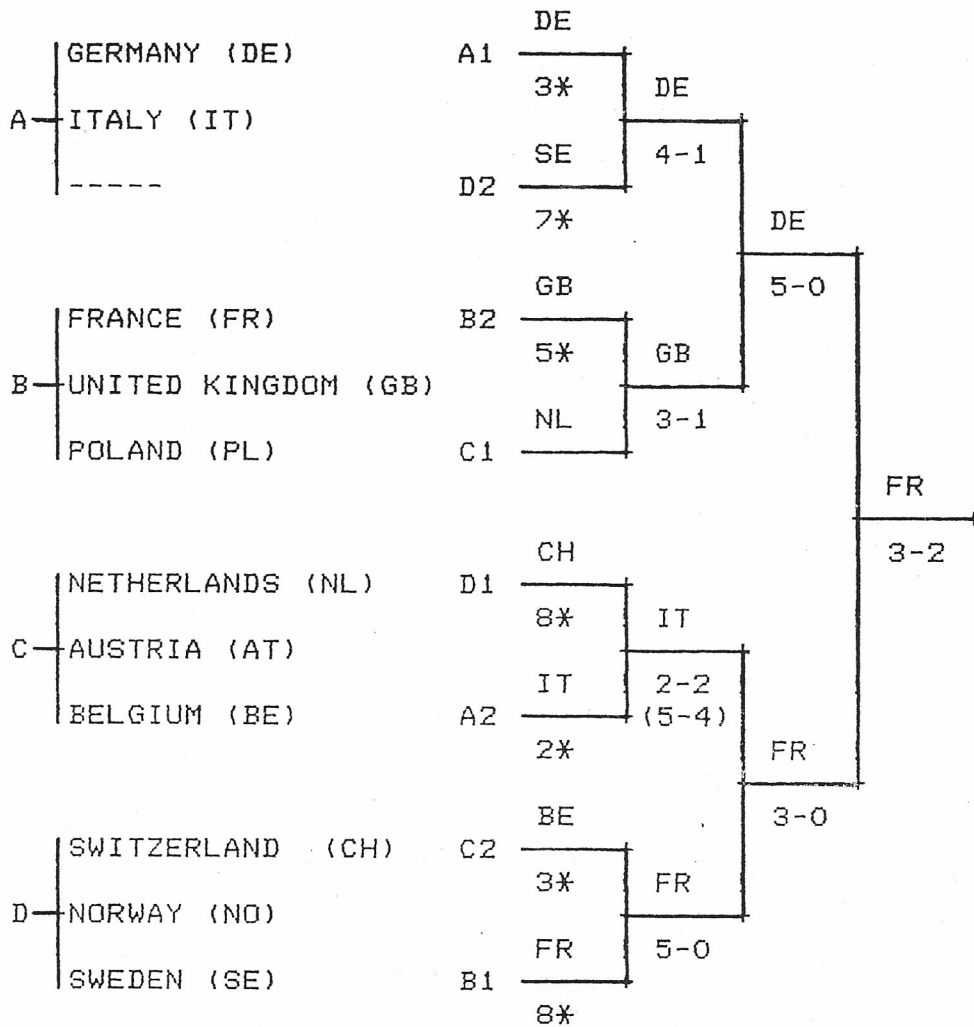 DE
GERMANY (DE) A1
3* DE
A ITALY (IT)
SE 4-1
----- D2
7* DE
GB 5-0
FRANCE (FR) B2
5* GB
B UNITED KINGDOM (GB)
NL 3-1
POLAND (PL) C1
FR
CH 3-2
NETHERLANDS (NL) D1
8* IT
C AUSTRIA (AT)
IT 2-2
BELGIUM (BE) A2 (5-4)
2* FR
BE 3-0
SWITZERLAND (CH) C2
3* FR
D NORWAY (NO)
FR 5-0
SWEDEN (SE) B1
8*